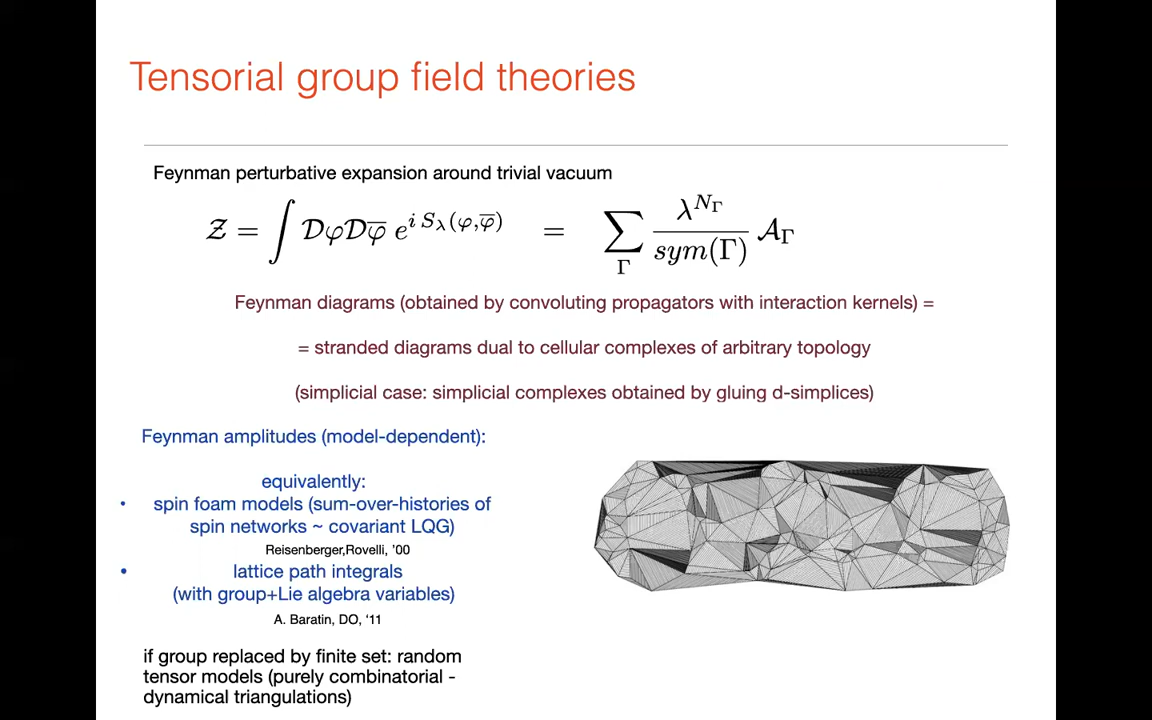 Tensorial group field theories
Feynman perturbative expansion around trivial vacuum
𝒵 = ∫ 𝒟φ𝒟φ̅ e^{i S_λ(φ,φ̅)} = ∑_Γ λ^{N_Γ} / sym(Γ) 𝒜_Γ
Feynman diagrams (obtained by convoluting propagators with interaction kernels) =
= stranded diagrams dual to cellular complexes of arbitrary topology
(simplicial case: simplicial complexes obtained by gluing d-simplices)
Feynman amplitudes (model-dependent):
equivalently:
• spin foam models (sum-over-histories of
spin networks ~ covariant LQG)
Reisenberger,Rovelli, ’00
• lattice path integrals
(with group+Lie algebra variables)
A. Baratin, DO, ‘11
if group replaced by finite set: random
tensor models (purely combinatorial -
dynamical triangulations)